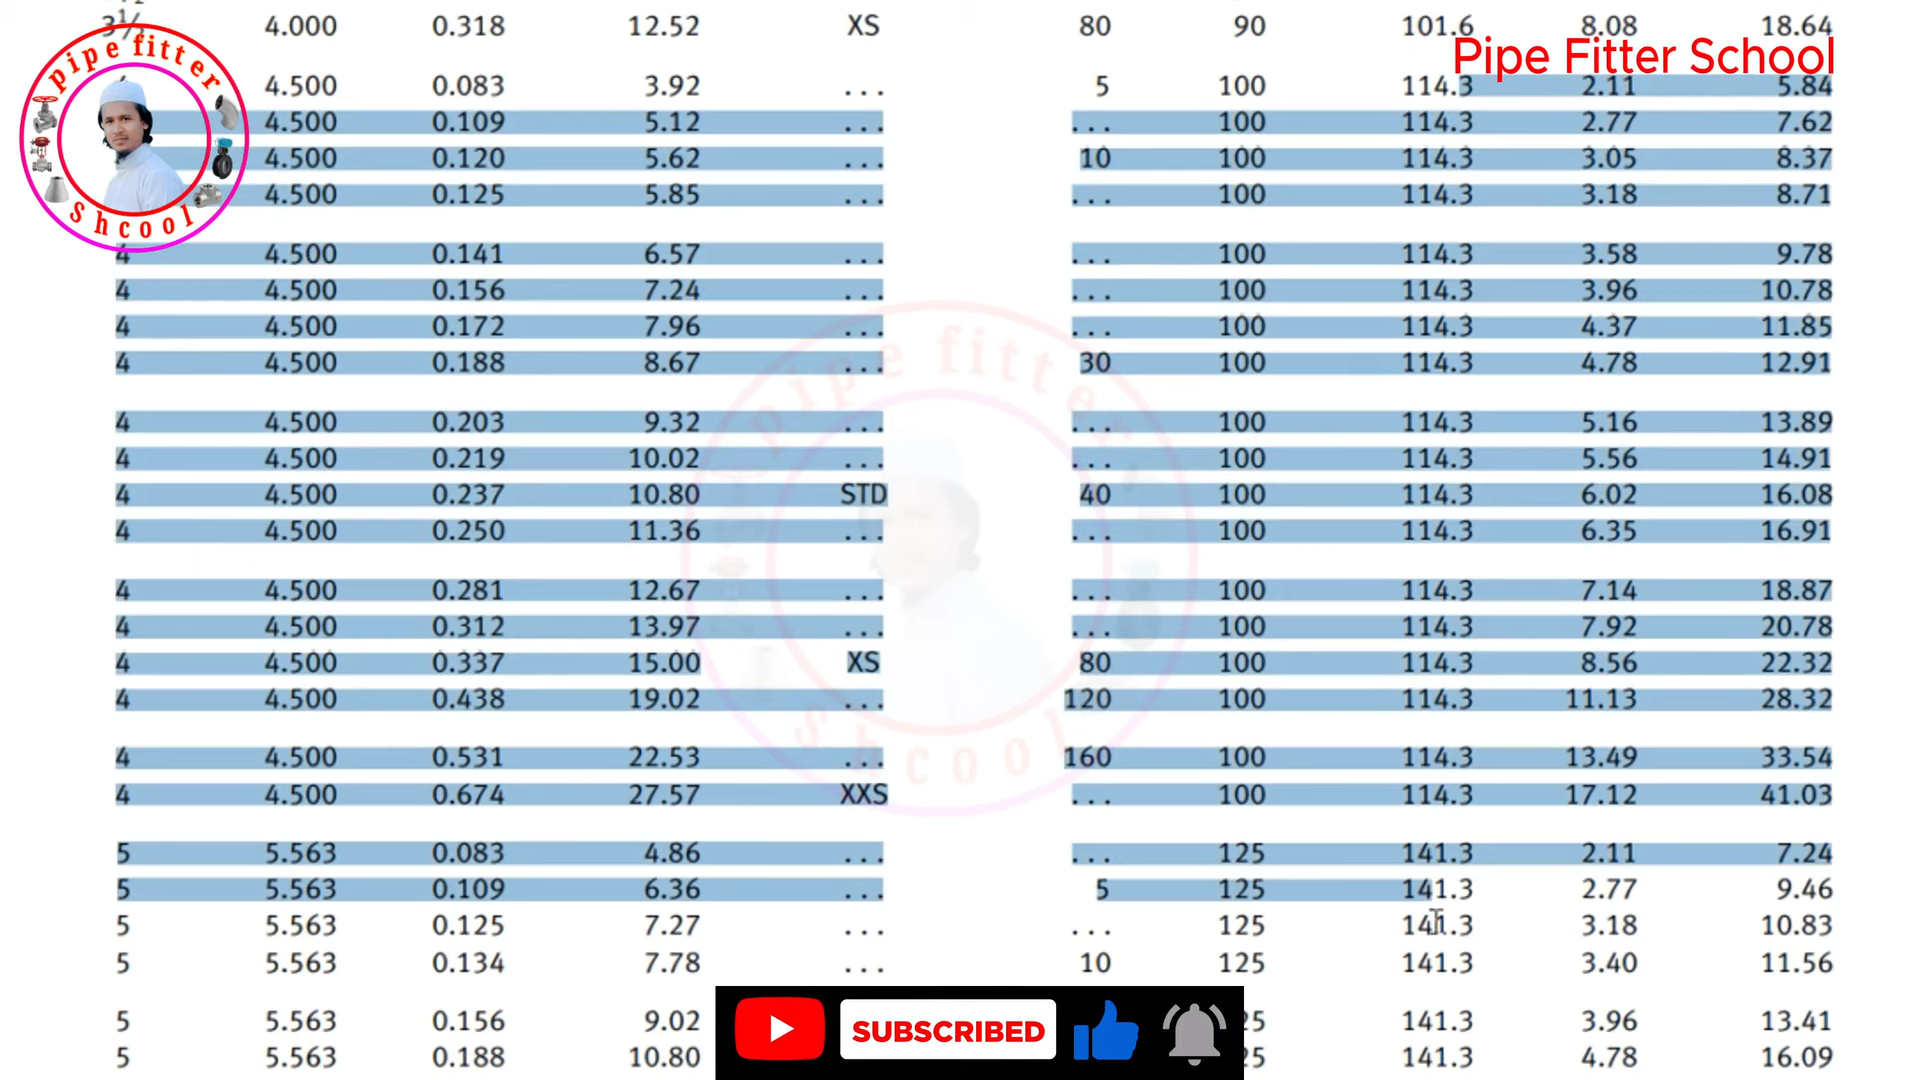 3½ 4.000 0.318 12.52 XS 80 90 101.6 8.08 18.64
Pipe Fitter School
pipe fitter
Shcool
4.500 0.083 3.92 ... 5 100 114.3 2.11 5.84
4.500 0.109 5.12 ... ... 100 114.3 2.77 7.62
4.500 0.120 5.62 ... 10 100 114.3 3.05 8.37
4.500 0.125 5.85 ... ... 100 114.3 3.18 8.71
4 4.500 0.141 6.57 ... ... 100 114.3 3.58 9.78
4 4.500 0.156 7.24 ... ... 100 114.3 3.96 10.78
4 4.500 0.172 7.96 ... ... 100 114.3 4.37 11.85
4 4.500 0.188 8.67 ... 30 100 114.3 4.78 12.91
4 4.500 0.203 9.32 ... ... 100 114.3 5.16 13.89
4 4.500 0.219 10.02 ... ... 100 114.3 5.56 14.91
4 4.500 0.237 10.80 STD 40 100 114.3 6.02 16.08
4 4.500 0.250 11.36 ... ... 100 114.3 6.35 16.91
4 4.500 0.281 12.67 ... ... 100 114.3 7.14 18.87
4 4.500 0.312 13.97 ... ... 100 114.3 7.92 20.78
4 4.500 0.337 15.00 XS 80 100 114.3 8.56 22.32
4 4.500 0.438 19.02 ... 120 100 114.3 11.13 28.32
4 4.500 0.531 22.53 ... 160 100 114.3 13.49 33.54
4 4.500 0.674 27.57 XXS ... 100 114.3 17.12 41.03
pipe fitter
Shcool
5 5.563 0.083 4.86 ... ... 125 141.3 2.11 7.24
5 5.563 0.109 6.36 ... 5 125 141.3 2.77 9.46
5 5.563 0.125 7.27 ... ... 125 141.3 3.18 10.83
5 5.563 0.134 7.78 ... 10 125 141.3 3.40 11.56
5 5.563 0.156 9.02 25 141.3 3.96 13.41
5 5.563 0.188 10.80 25 141.3 4.78 16.09
SUBSCRIBED